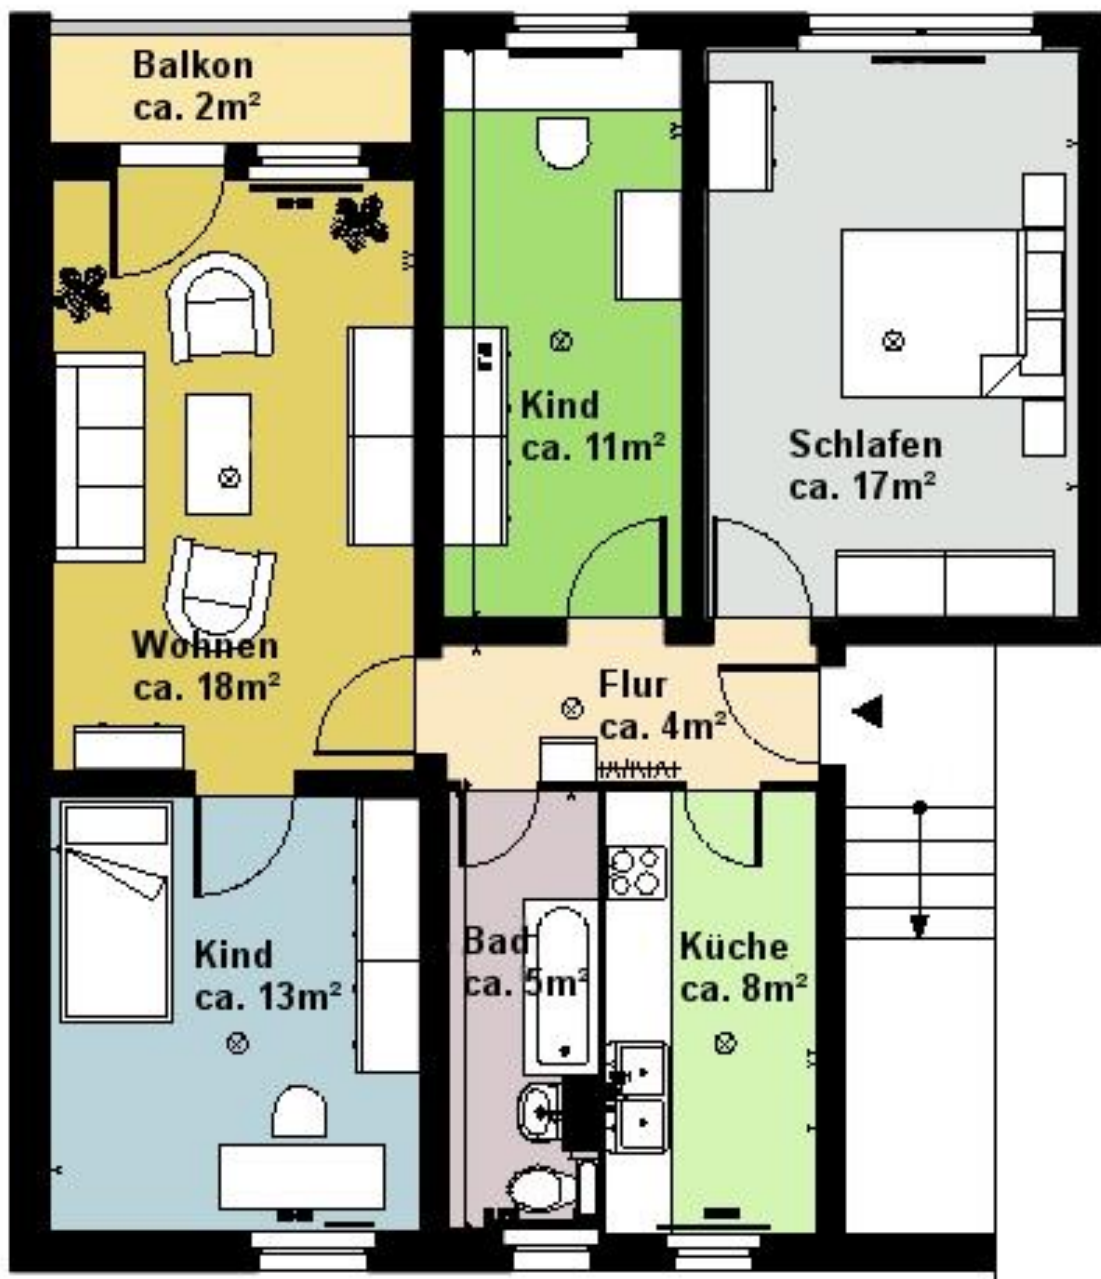 Balkon
ca. 2m²
Kind
ca. 11m²
Schlafen
ca. 17m²
Wohnen
ca. 18m²
Flur
ca. 4m²
Kind
ca. 13m²
Bad
ca. 5m²
Küche
ca. 8m²